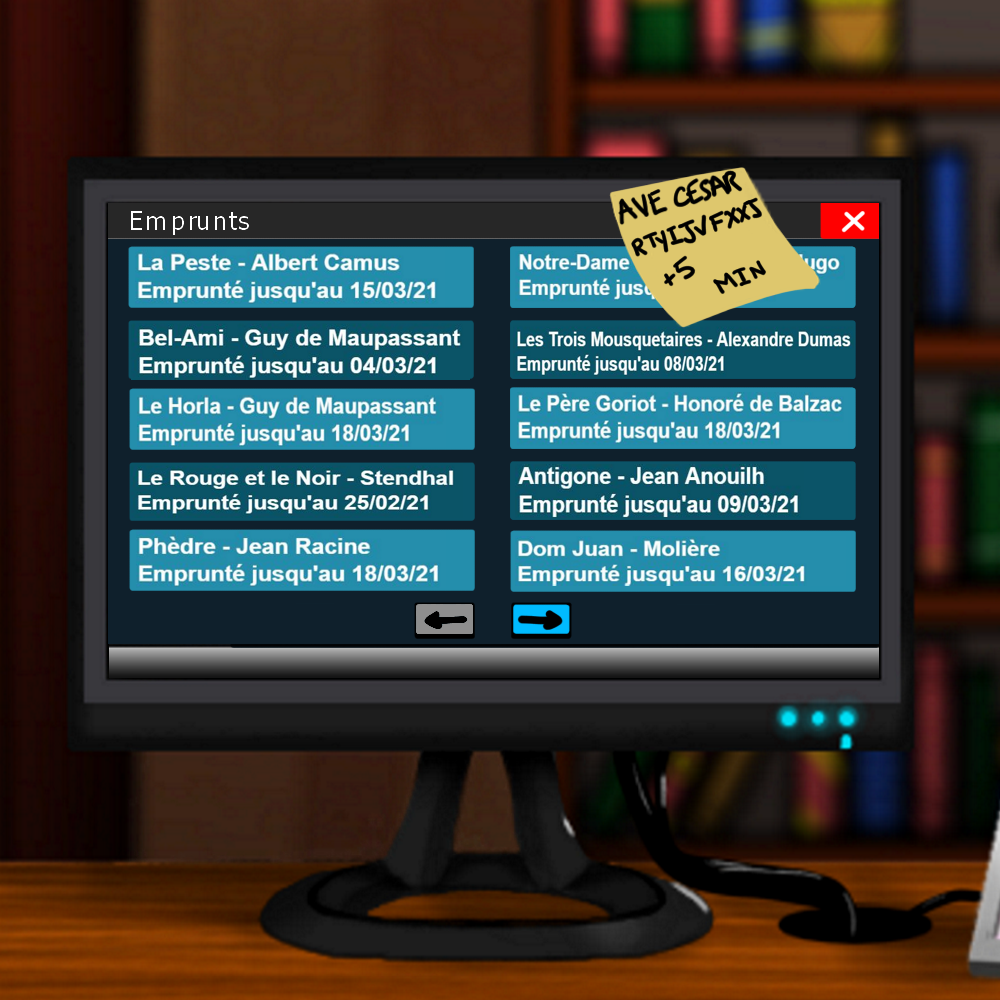 Emprunts
AVE CESAR
RTYIJVFXXJ
+5 MIN
La Peste - Albert Camus
Emprunté jusqu'au 15/03/21
Notre-Dame
Emprunté
Bel-Ami - Guy de Maupassant
Emprunté jusqu'au 04/03/21
Les Trois Mousquetaires - Alexandre Dumas
Emprunté jusqu'au 08/03/21
Le Horla - Guy de Maupassant
Emprunté jusqu'au 18/03/21
Le Père Goriot - Honoré de Balzac
Emprunté jusqu'au 18/03/21
Le Rouge et le Noir - Stendhal
Emprunté jusqu'au 25/02/21
Antigone - Jean Anouilh
Emprunté jusqu'au 09/03/21
Phèdre - Jean Racine
Emprunté jusqu'au 18/03/21
Dom Juan - Molière
Emprunté jusqu'au 16/03/21